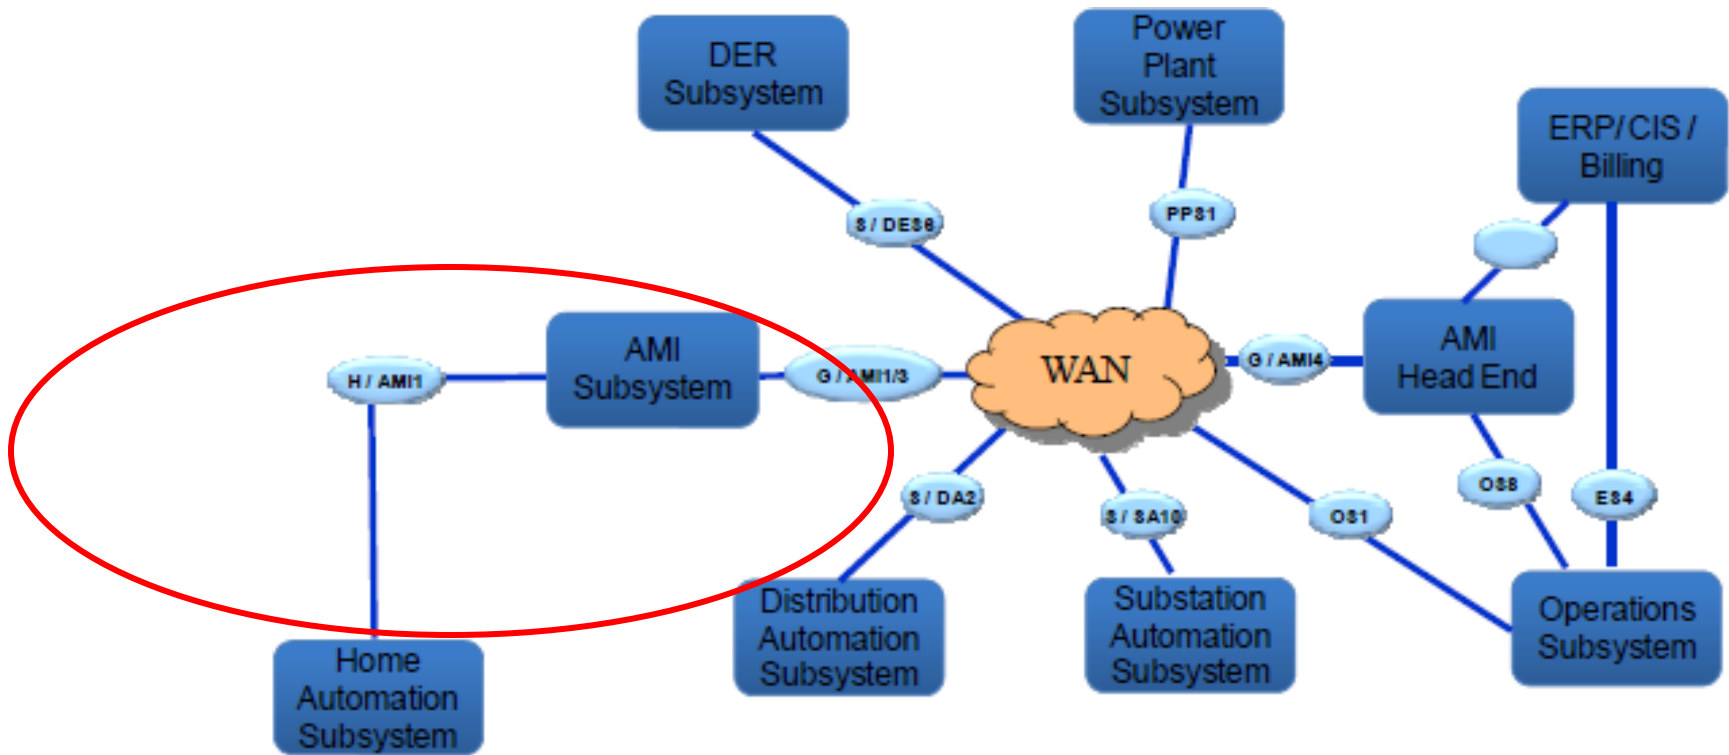 DER
Subsystem
Power
Plant
Subsystem
ERP/ CIS /
Billing
S / DES6
PPS1
AMI
Subsystem
WAN
AMI
Head End
H / AMI1
G / AMI1/3
G / AMI4
S / DA2
S / SA10
OS1
OS8
ES4
Distribution
Automation
Subsystem
Substation
Automation
Subsystem
Operations
Subsystem
Home
Automation
Subsystem